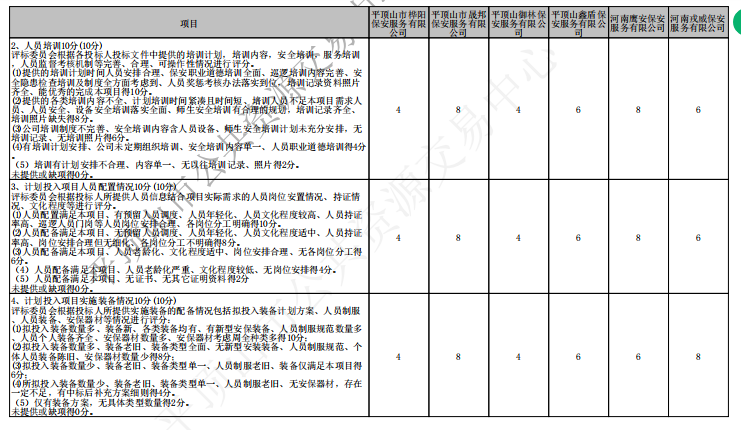 项目
平顶山市桦阳保安服务有限公司
平顶山市晟邦保安服务有限公司
平顶山御林保安服务有限公司
平顶山鑫盾保安服务有限公司
河南鹰安保安服务有限公司
河南戎威保安服务有限公司
2、人员培训10分(10分)
评标委员会根据各投标人投标文件中提供的培训计划，培训内容，安全培训，服务培训
，人员监督考核机制等完善、合理、可操作性情况进行评分。
(1)提供的培训计划时间人员安排合理、保安职业道德培训全面、巡逻培训内容完善、安
全隐患检查培训及制度全方面考虑到、人员奖惩考核办法落实到位、培训记录资料照片
齐全、能优秀的完成本项目得10分。
(2)提供的各类培训内容不全、计划培训时间紧凑且时间短、培训人员不足本项目需求人
员、人员安全、设备安全培训落实全面、师生安全培训有合理的规划，培训记录齐全、
培训照片缺失得8分。
(3)公司培训制度不完善、安全培训内容含人员设备、师生安全培训计划未充分安排，无
培训记录、无培训照片得6分。
(4)有培训计划安排、公司未定期组织培训、安全培训内容单一、人员职业道德培训得4分
。
（5）培训有计划安排不合理、内容单一、无以往培训记录、照片得2分。
未提供或缺项得0分。
4
8
4
6
8
6
3、计划投入项目人员配置情况10分(10分)
评标委员会根据投标人所提供人员信息结合项目实际需求的人员岗位安置情况、持证情
况、文化程度等进行评分。
(1)人员配置满足本项目、有预留人员调度、人员年轻化、人员文化程度较高、人员持证
率高、巡逻人员门岗等人员岗位安排合理、各岗位分工明确得10分。
(2)人员配备满足本项目、无预留人员调度、人员年轻化、人员文化程度适中、人员持证
率高、岗位安排合理但无细化、各岗位分工不明确得8分。
(3)人员配备满足本项目、人员老龄化、文化程度适中、岗位安排合理、无各岗位分工得
6分。
（4）人员配备满足本项目、人员老龄化严重、文化程度较低、无岗位安排得4分。
（5）人员配备满足本项目、无证书、无其它证明资料得2分
未提供或缺项得0分。
4
8
4
6
8
6
4、计划投入项目实施装备情况10分(10分)
评标委员会根据投标人所提供实施装备的配备情况包括拟投入装备计划方案、人员制服
、人员装备、安保器材等情况进行评分；
(1)拟投入装备数量多、装备新、各类装备均有、有新型安保装备、人员制服规范数量多
、人员个人装备齐全、安保器材数量多、安保器材考虑周全种类多得10分；
(2)拟投入装备数量多、装备老旧、装备类型全面、无新型安装装备、人员制服规范、个
体人员装备陈旧、安保器材数量少得8分；
(3)拟投入装备数量少、装备老旧、装备类型单一、人员制服老旧、装备仅满足本项目得
6分；
(4)所拟投入装备数量少、装备老旧、装备类型单一、人员制服老旧、无安保器材，存在
一定不足，有中标后补充方案细则得4分。
（5）仅有装备方案，无具体类型数量得2分。
未提供或缺项得0分。
4
8
4
6
6
8
平顶山市公共资源交易中心